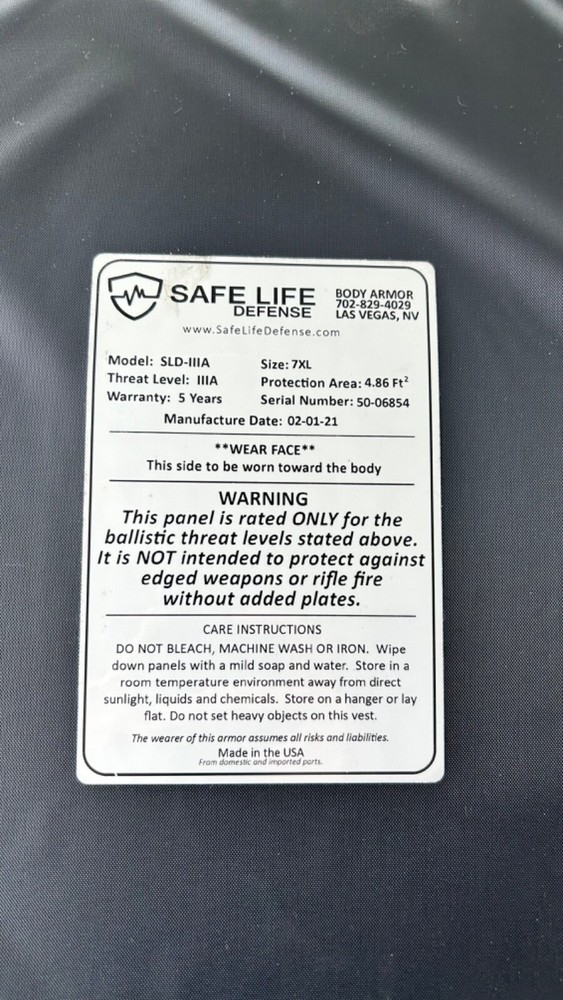 SAFE LIFE
DEFENSE
BODY ARMOR
702-829-4029
LAS VEGAS, NV
www.SafeLifeDefense.com
Model: SLD-IIIA Size: 7XL
Threat Level: IIIA Protection Area: 4.86 Ft²
Warranty: 5 Years Serial Number: 50-06854
Manufacture Date: 02-01-21
**WEAR FACE**
This side to be worn toward the body
WARNING
This panel is rated ONLY for the
ballistic threat levels stated above.
It is NOT intended to protect against
edged weapons or rifle fire
without added plates.
CARE INSTRUCTIONS
DO NOT BLEACH, MACHINE WASH OR IRON. Wipe
down panels with a mild soap and water. Store in a
room temperature environment away from direct
sunlight, liquids and chemicals. Store on a hanger or lay
flat. Do not set heavy objects on this vest.
The wearer of this armor assumes all risks and liabilities.
Made in the USA
From domestic and imported parts.